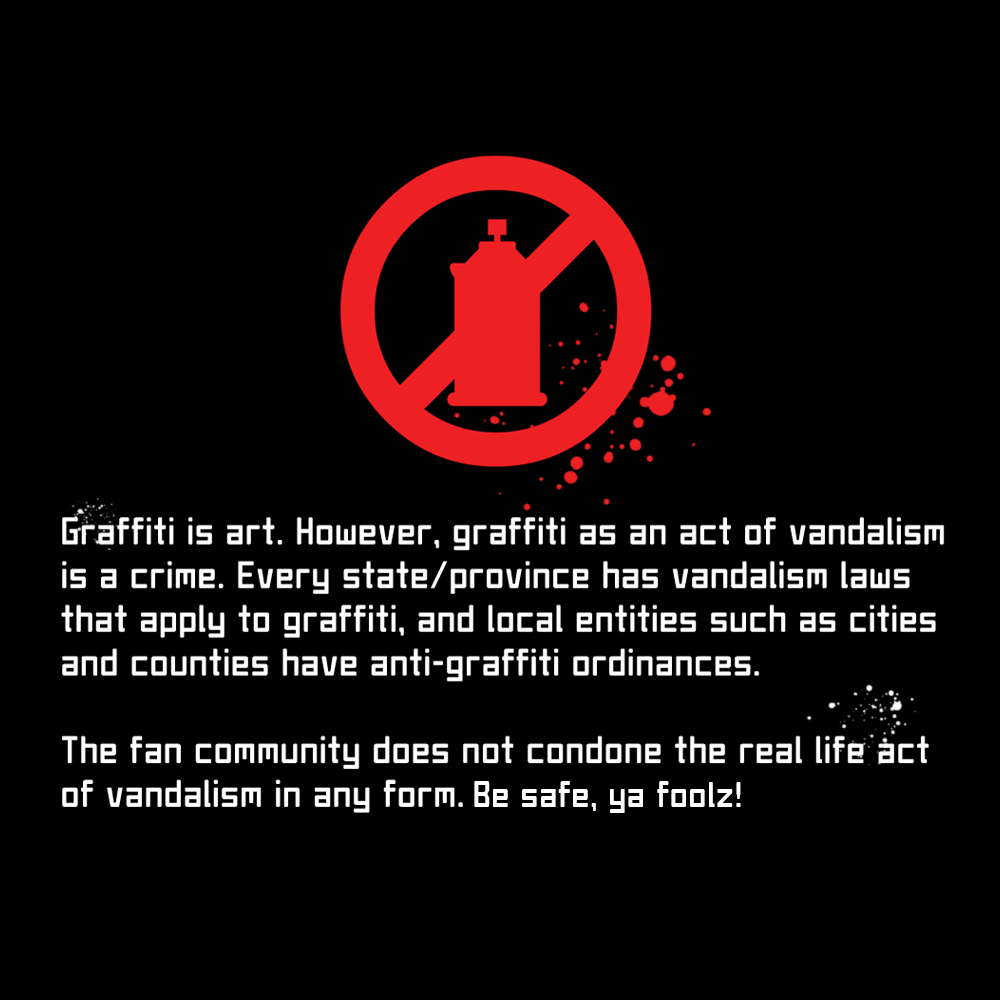 Graffiti is art. However, graffiti as an act of vandalism
is a crime. Every state/province has vandalism laws
that apply to graffiti, and local entities such as cities
and counties have anti-graffiti ordinances.
The fan community does not condone the real life act
of vandalism in any form. Be safe, ya foolz!